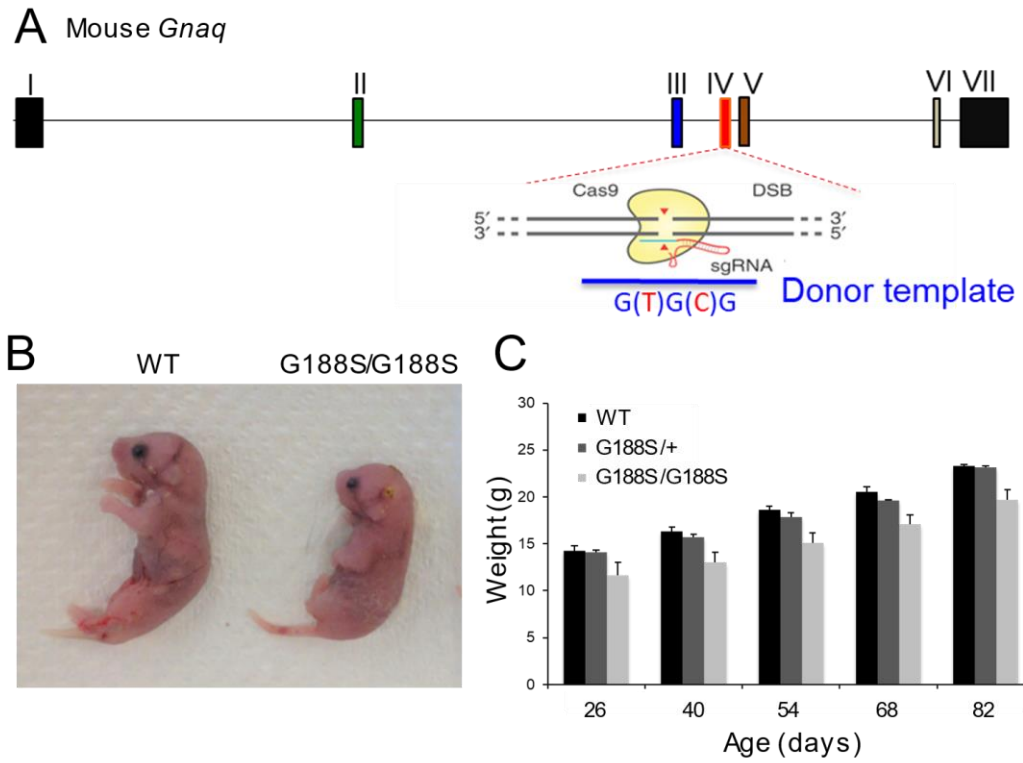 A Mouse Gnaq
I II III IV V VI VII
Cas9 DSB
5′ 3′
3′ 5′
sgRNA
Donor template
G(T)G(C)G
B WT G188S/G188S
C
30
25
20
15
10
5
0
Weight (g)
WT
G188S/+
G188S/G188S
26 40 54 68 82
Age (days)